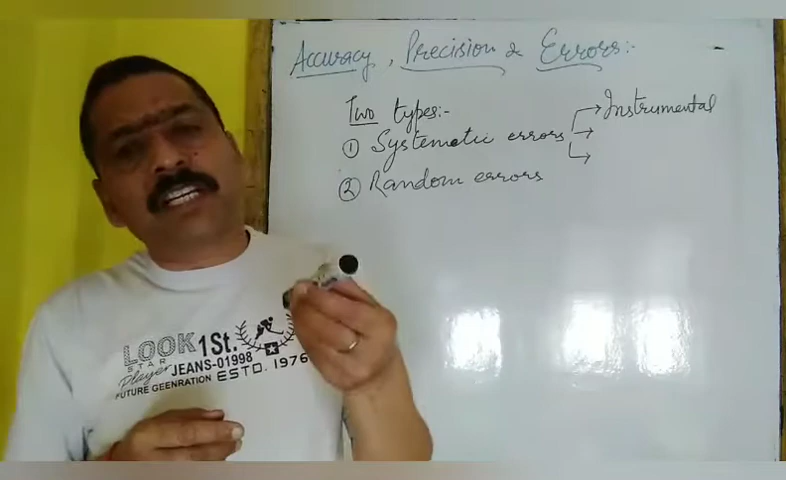 Accuracy, Precision & Errors:-
Two types:-
① Systematic errors → Instrumental
→
→
② Random errors
LOOK 1St.
STAR
Player JEANS-01998
FUTURE GEENRATION ESTD. 1976